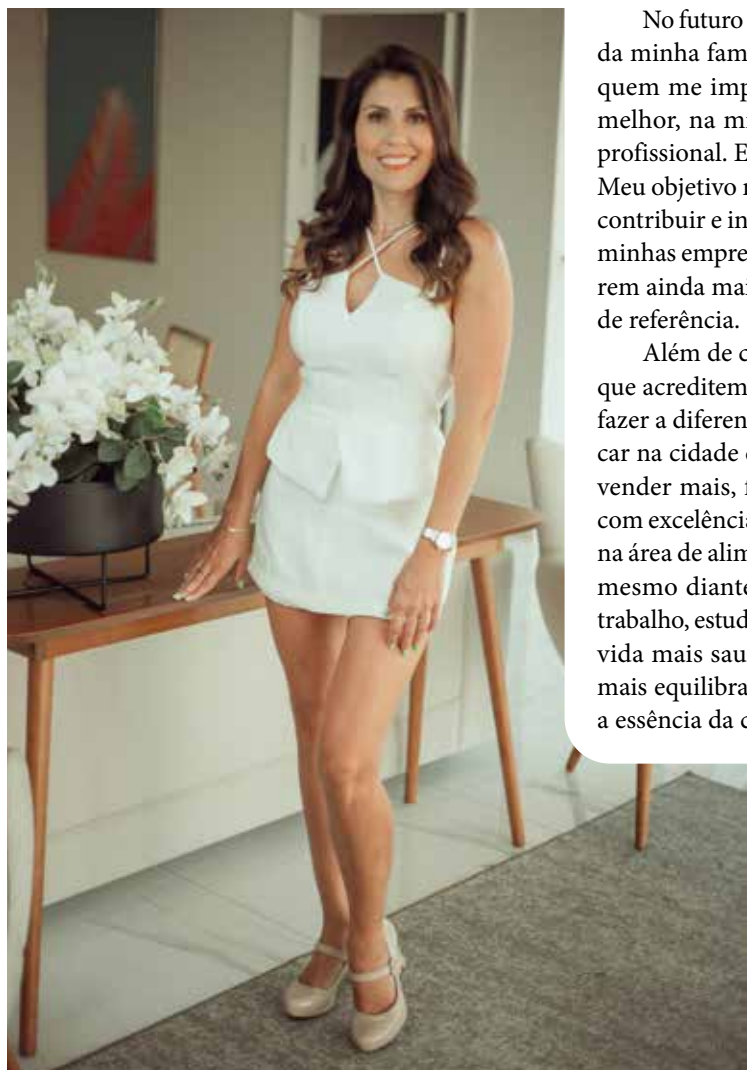 No futuro
da minha fam
quem me imp
melhor, na m
profissional. E
Meu objetivo
contribuir e in
minhas empre
rem ainda mai
de referência.
Além de c
que acreditem
fazer a diferen
car na cidade
vender mais, f
com excelência
na área de alim
mesmo diante
trabalho, estud
vida mais sau
mais equilibra
a essência da